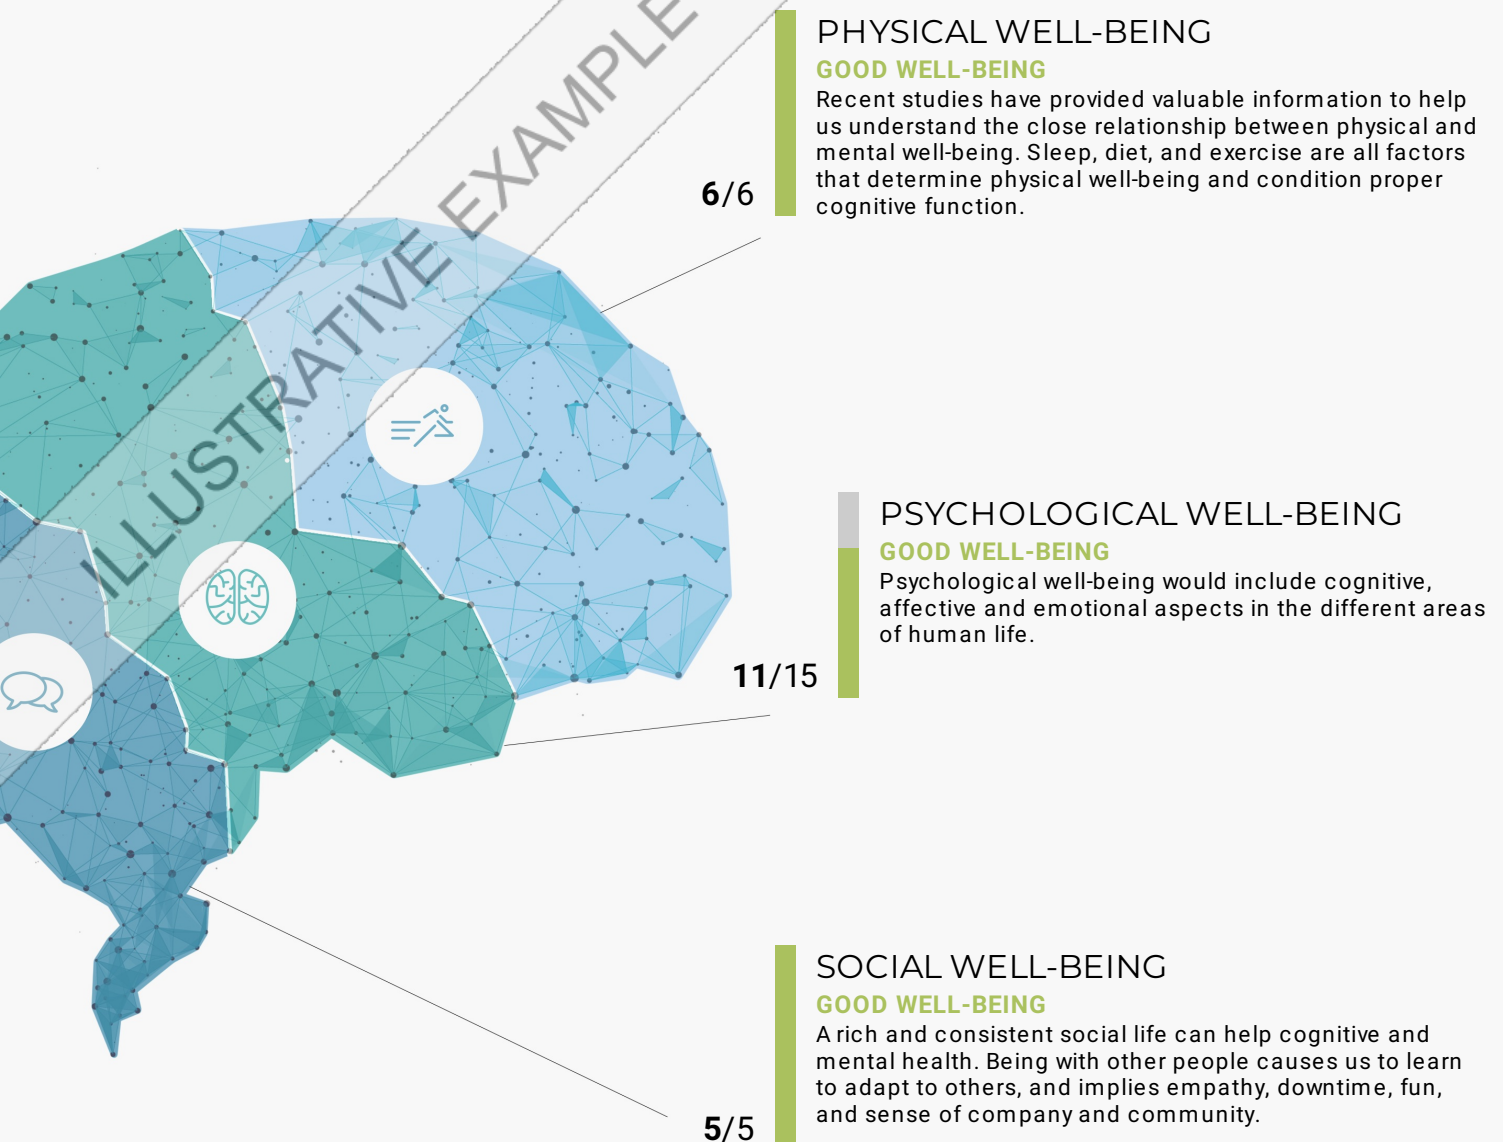 PHYSICAL WELL-BEING
GOOD WELL-BEING
Recent studies have provided valuable information to help
us understand the close relationship between physical and
mental well-being. Sleep, diet, and exercise are all factors
that determine physical well-being and condition proper
cognitive function.
6/6
ILLUSTRATIVE EXAMPLE
PSYCHOLOGICAL WELL-BEING
GOOD WELL-BEING
Psychological well-being would include cognitive,
affective and emotional aspects in the different areas
of human life.
11/15
SOCIAL WELL-BEING
GOOD WELL-BEING
A rich and consistent social life can help cognitive and
mental health. Being with other people causes us to learn
to adapt to others, and implies empathy, downtime, fun,
and sense of company and community.
5/5